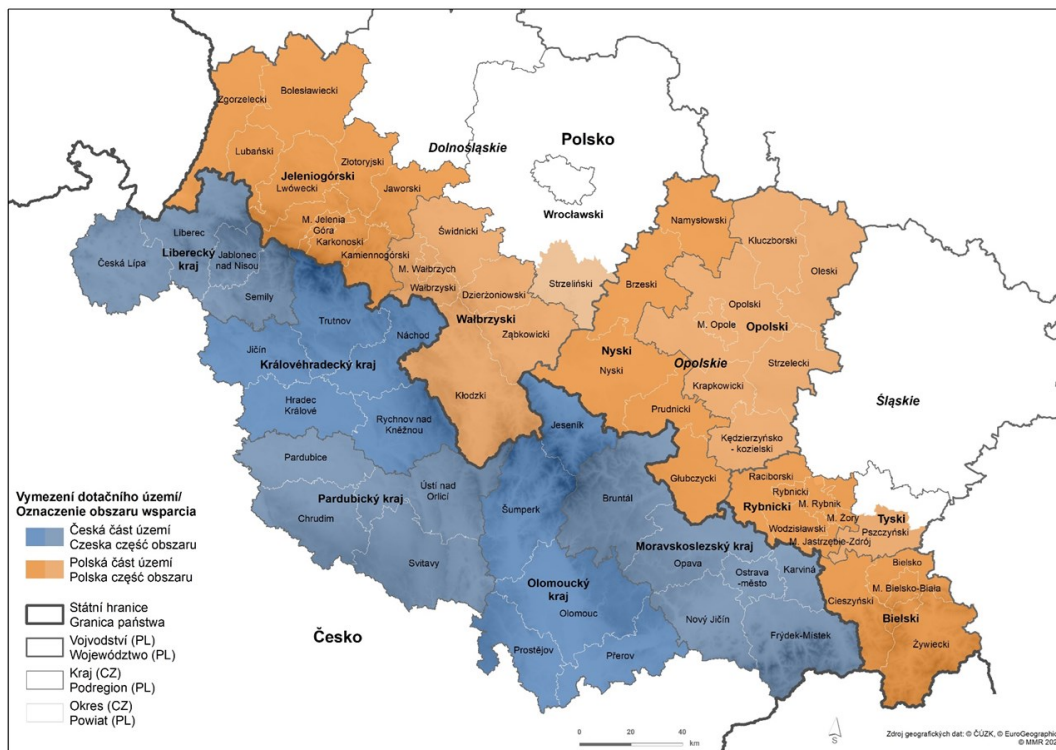 Polsko
Dolnośląskie
Wrocławski
Zgorzelecki
Bolesławiecki
Lubański
Złotoryjski
Lwówecki
Jeleniogórski
Jaworski
M. Jelenia
Góra
Karkonoski
Kamiennogórski
Świdnicki
M. Wałbrzych
Wałbrzyski
Dzierżoniowski
Strzeliński
Wałbrzyski
Ząbkowicki
Kłodzki
Namysłowski
Kluczborski
Oleski
Brzeski
Opolski
M. Opole
Opolski
Nyski
Nyski
Opolskie
Strzelecki
Krapkowicki
Prudnicki
Kędzierzyńsko
- kozielski
Głubczycki
Śląskie
Raciborski
Rybnicki
M. Rybnik
Rybnicki
M. Żory
Tyski
Wodzisławski
Pszczyński
M. Jastrzębie-Zdrój
Bielsko
M. Bielsko-Biała
Cieszyński
Bielski
Żywiecki
Česká Lípa
Liberec
Liberecký
kraj
Jablonec
nad Nisou
Semily
Trutnov
Náchod
Jičín
Královéhradecký kraj
Hradec
Králové
Rychnov nad
Kněžnou
Pardubice
Ústí nad
Orlicí
Pardubický kraj
Chrudim
Svitavy
Jeseník
Šumperk
Bruntál
Olomoucký
kraj
Olomouc
Prostějov
Přerov
Moravskoslezský kraj
Opava
Ostrava
-město
Karviná
Nový Jičín
Frýdek-Místek
Česko
Vymezení dotačního území/
Oznaczenie obszaru wsparcia
Česká část území
Czeska część obszaru
Polská část území
Polska część obszaru
Státní hranice
Granica państwa
Vojvodství (PL)
Województwo (PL)
Kraj (CZ)
Podregion (PL)
Okres (CZ)
Powiat (PL)
0 20 40
km
S
Zdroj geografických dat: © ČÚZK, © EuroGeographic
© MMR 202